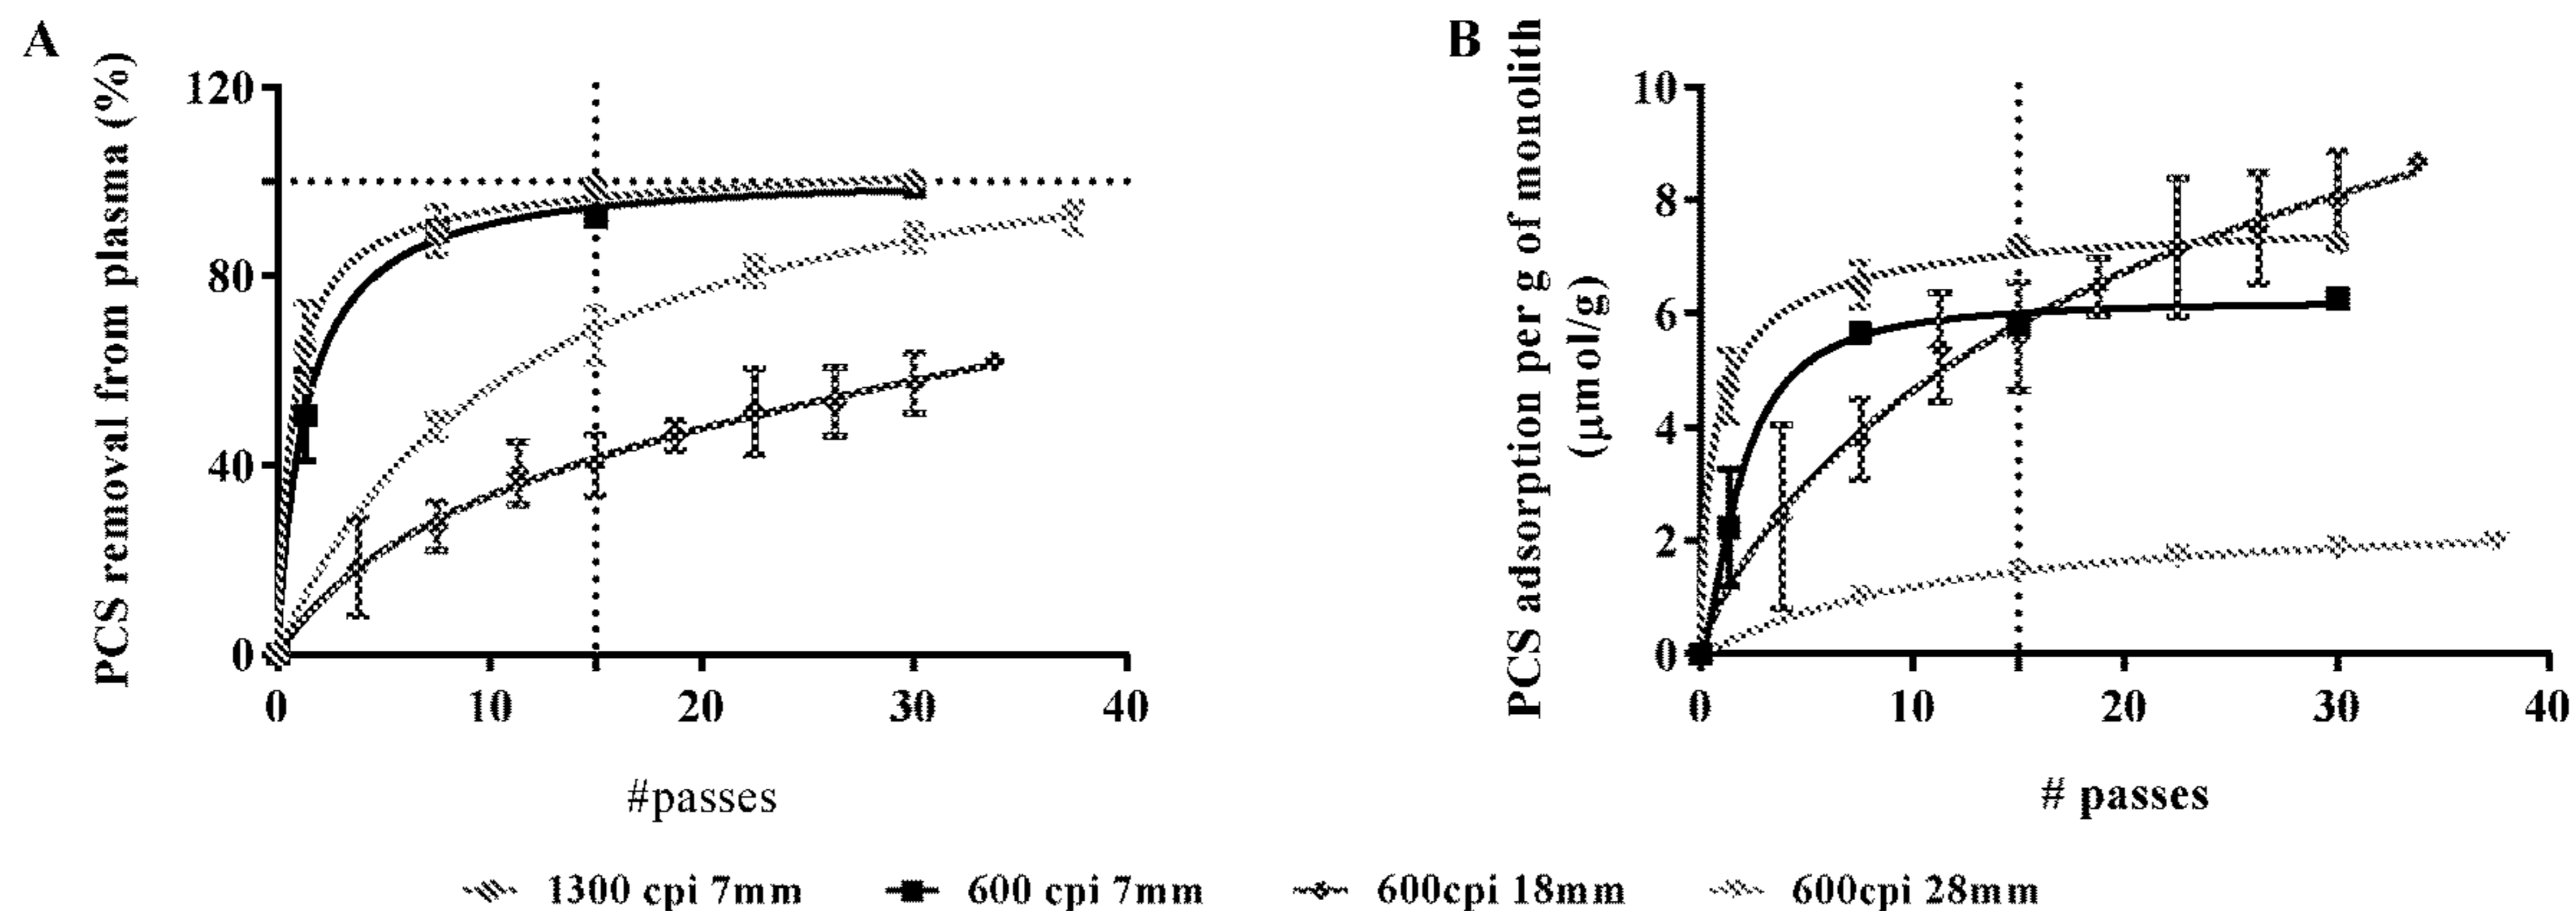 A
PCS removal from plasma (%)
120
80
40
0
0 10 20 30 40
#passes
B
PCS adsorption per g of monolith
(µmol/g)
10
8
6
4
2
0
0 10 20 30 40
# passes
1300 cpi 7mm 600 cpi 7mm 600cpi 18mm 600cpi 28mm